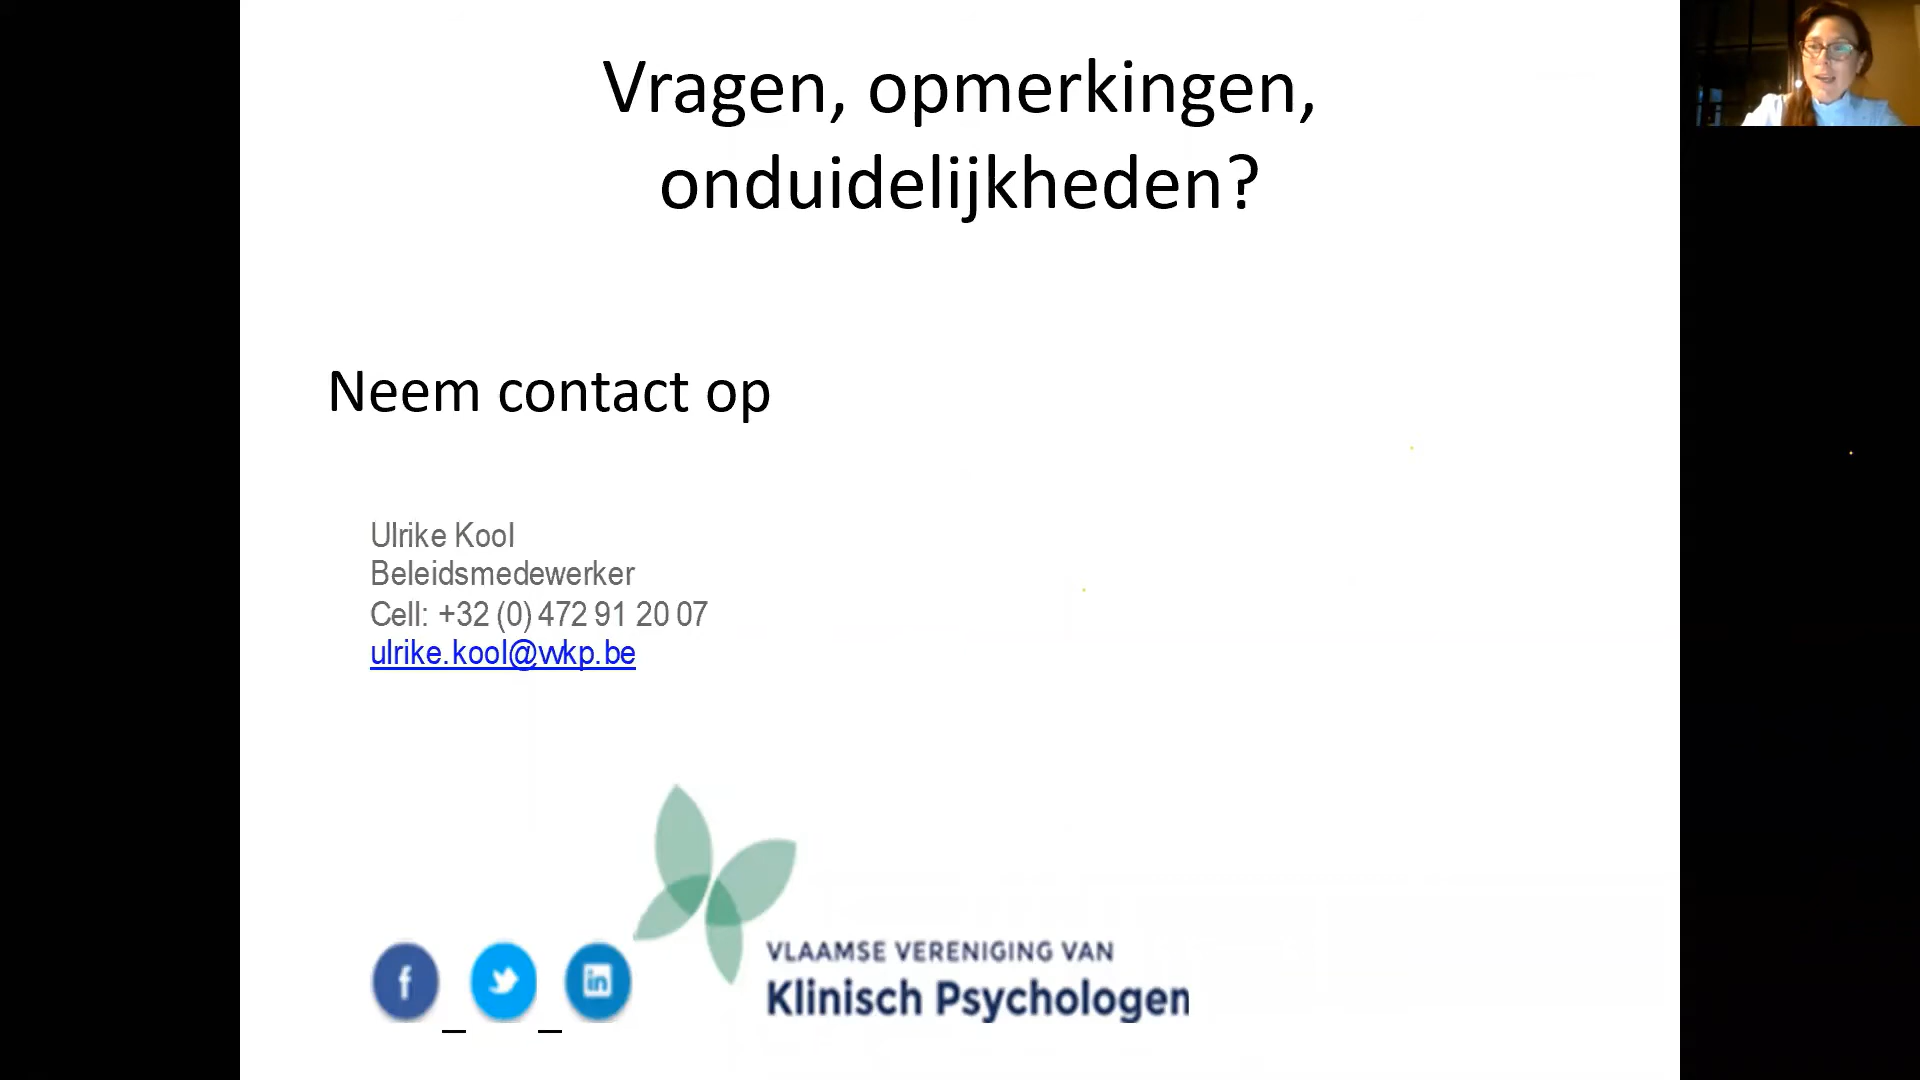 Vragen, opmerkingen,
onduidelijkheden?
Neem contact op
Ulrike Kool
Beleidsmedewerker
Cell: +32 (0) 472 91 20 07
ulrike.kool@vvkp.be
VLAAMSE VERENIGING VAN
Klinisch Psychologen